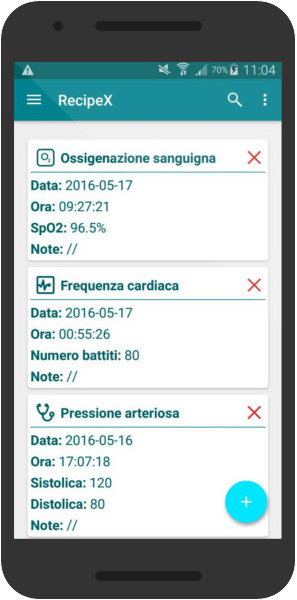 70% 11:04
RecipeX
O₂ Ossigenazione sanguigna
Data: 2016-05-17
Ora: 09:27:21
SpO2: 96.5%
Note: //
Frequenza cardiaca
Data: 2016-05-17
Ora: 00:55:26
Numero battiti: 80
Note: //
Pressione arteriosa
Data: 2016-05-16
Ora: 17:07:18
Sistolica: 120
Distolica: 80
Note: //